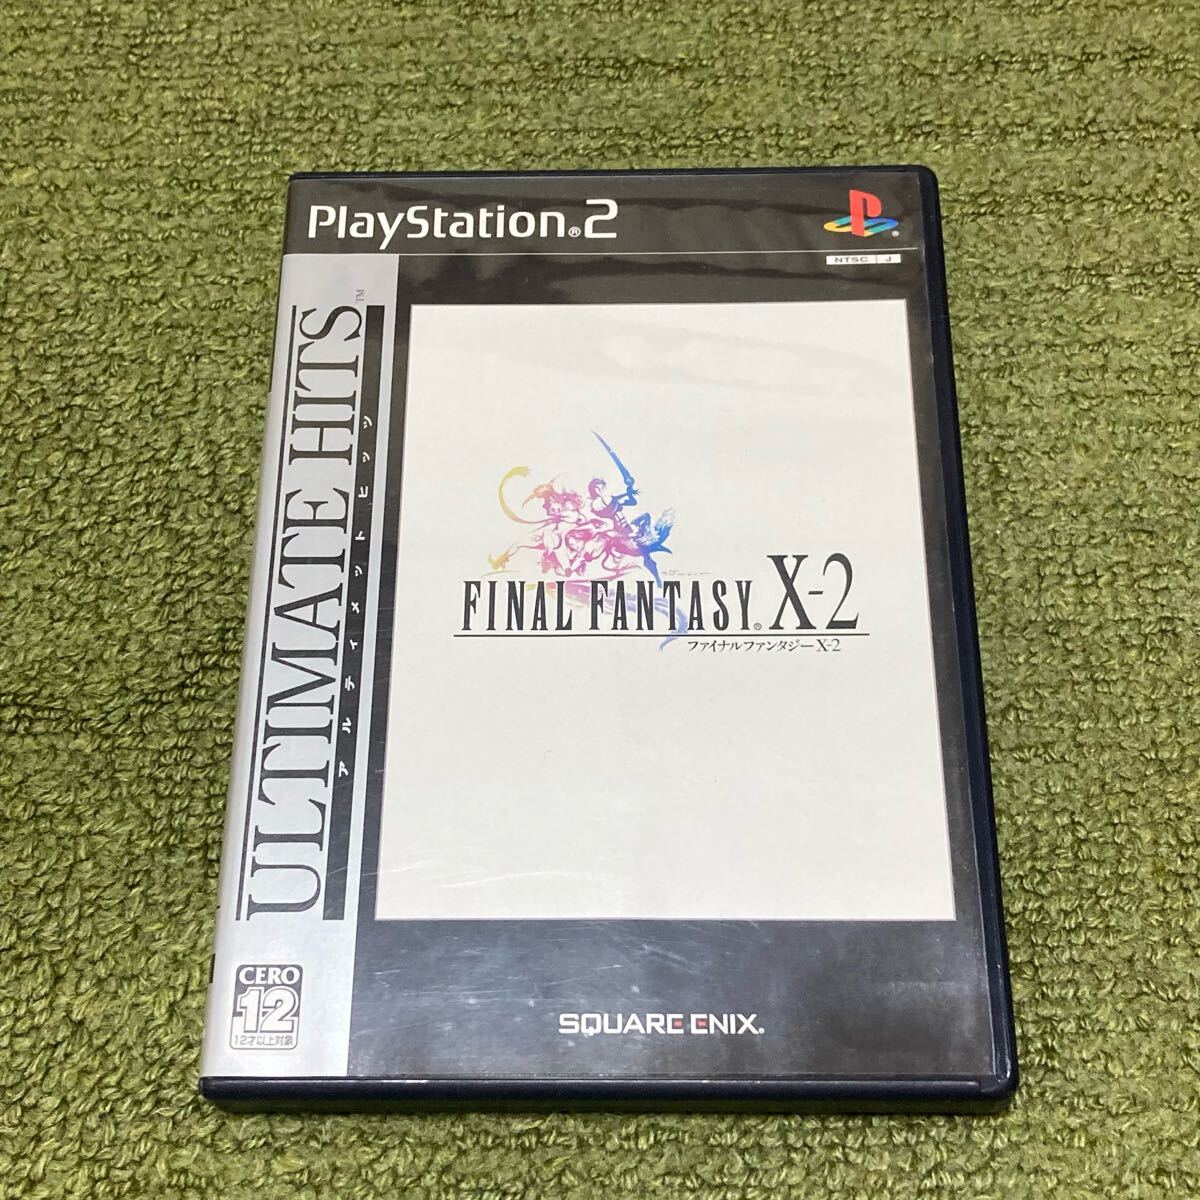 PlayStation®2
NTSC J
ULTIMATE HITS™
アルティメットヒッツ
FINAL FANTASY® X-2
ファイナルファンタジーX-2
CERO
12
12才以上対象
SQUARE ENIX®